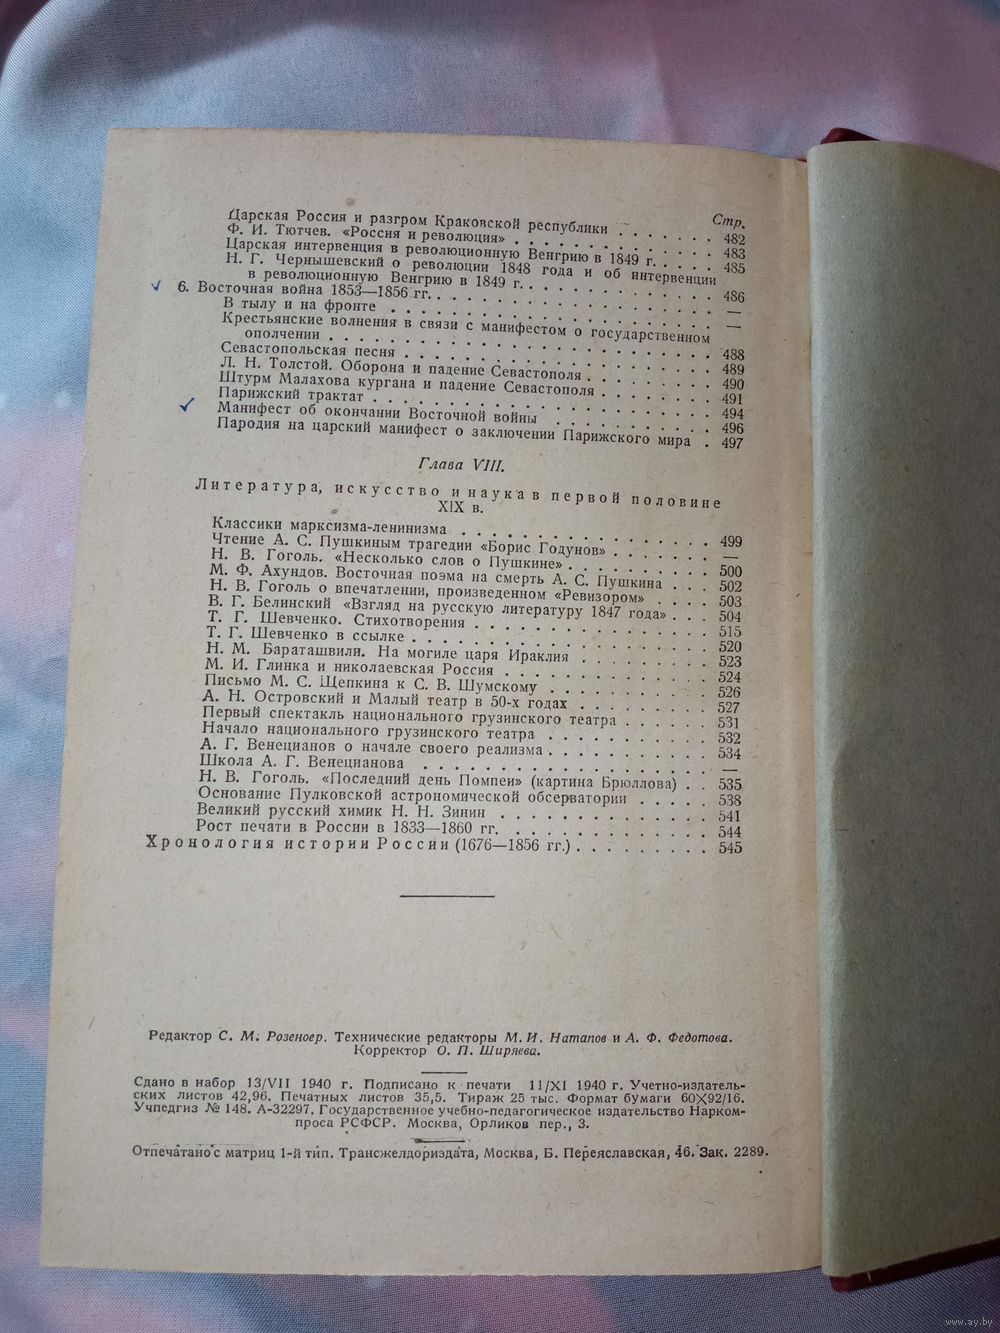 Стр.
Царская Россия и разгром Краковской республики . . . . . . 482
Ф. И. Тютчев. «Россия и революция» . . . . . . . . . . 483
Царская интервенция в революционную Венгрию в 1849 г. . . . . 485
Н. Г. Чернышевский о революции 1848 года и об интервенции
в революционную Венгрию в 1849 г. . . . . . . . . . . 486
6. Восточная война 1853—1856 гг. . . . . . . . . . . . —
В тылу и на фронте . . . . . . . . . . . . . . —
Крестьянские волнения в связи с манифестом о государственном
ополчении . . . . . . . . . . . . . . . . 488
Севастопольская песня . . . . . . . . . . . . . . 489
Л. Н. Толстой. Оборона и падение Севастополя . . . . . . . 490
Штурм Малахова кургана и падение Севастополя . . . . . . . 491
Парижский трактат . . . . . . . . . . . . . . . 494
Манифест об окончании Восточной войны . . . . . . . . 496
Пародия на царский манифест о заключении Парижского мира . 497
Глава VIII.
Литература, искусство и наука в первой половине
XIX в.
Классики марксизма-ленинизма . . . . . . . . . . . . 499
Чтение А. С. Пушкиным трагедии «Борис Годунов» . . . . . . —
Н. В. Гоголь. «Несколько слов о Пушкине» . . . . . . . . 500
М. Ф. Ахундов. Восточная поэма на смерть А. С. Пушкина . . . 502
Н. В. Гоголь о впечатлении, произведенном «Ревизором» . . . . 503
В. Г. Белинский «Взгляд на русскую литературу 1847 года» . . . 504
Т. Г. Шевченко. Стихотворения . . . . . . . . . . . . 515
Т. Г. Шевченко в ссылке . . . . . . . . . . . . . . 520
Н. М. Бараташвили. На могиле царя Ираклия . . . . . . . 523
М. И. Глинка и николаевская Россия . . . . . . . . . . 524
Письмо М. С. Щепкина к С. В. Шумскому . . . . . . . . 526
А. Н. Островский и Малый театр в 50-х годах . . . . . . . 527
Первый спектакль национального грузинского театра . . . . . 531
Начало национального грузинского театра . . . . . . . . . 532
А. Г. Венецианов о начале своего реализма . . . . . . . . 534
Школа А. Г. Венецианова . . . . . . . . . . . . . . —
Н. В. Гоголь. «Последний день Помпеи» (картина Брюллова) . . 535
Основание Пулковской астрономической обсерватории . . . . . 538
Великий русский химик Н. Н. Зинин . . . . . . . . . . 541
Рост печати в России в 1833—1860 гг. . . . . . . . . . . 544
Хронология истории России (1676—1856 гг.) . . . . . . . . . 545
Редактор С. М. Розеноер. Технические редакторы М. И. Натапов и А. Ф. Федотова.
Корректор О. П. Ширяева.
Сдано в набор 13/VII 1940 г. Подписано к печати 11/XI 1940 г. Учетно-издатель-
ских листов 42,96. Печатных листов 35,5. Тираж 25 тыс. Формат бумаги 60×92/16.
Учпедгиз № 148. А-32297. Государственное учебно-педагогическое издательство Нарком-
проса РСФСР. Москва, Орликов пер., 3.
Отпечатано с матриц 1-й тип. Трансжелдориздата, Москва, Б. Переяславская, 46. Зак. 2289.
www.ay.by